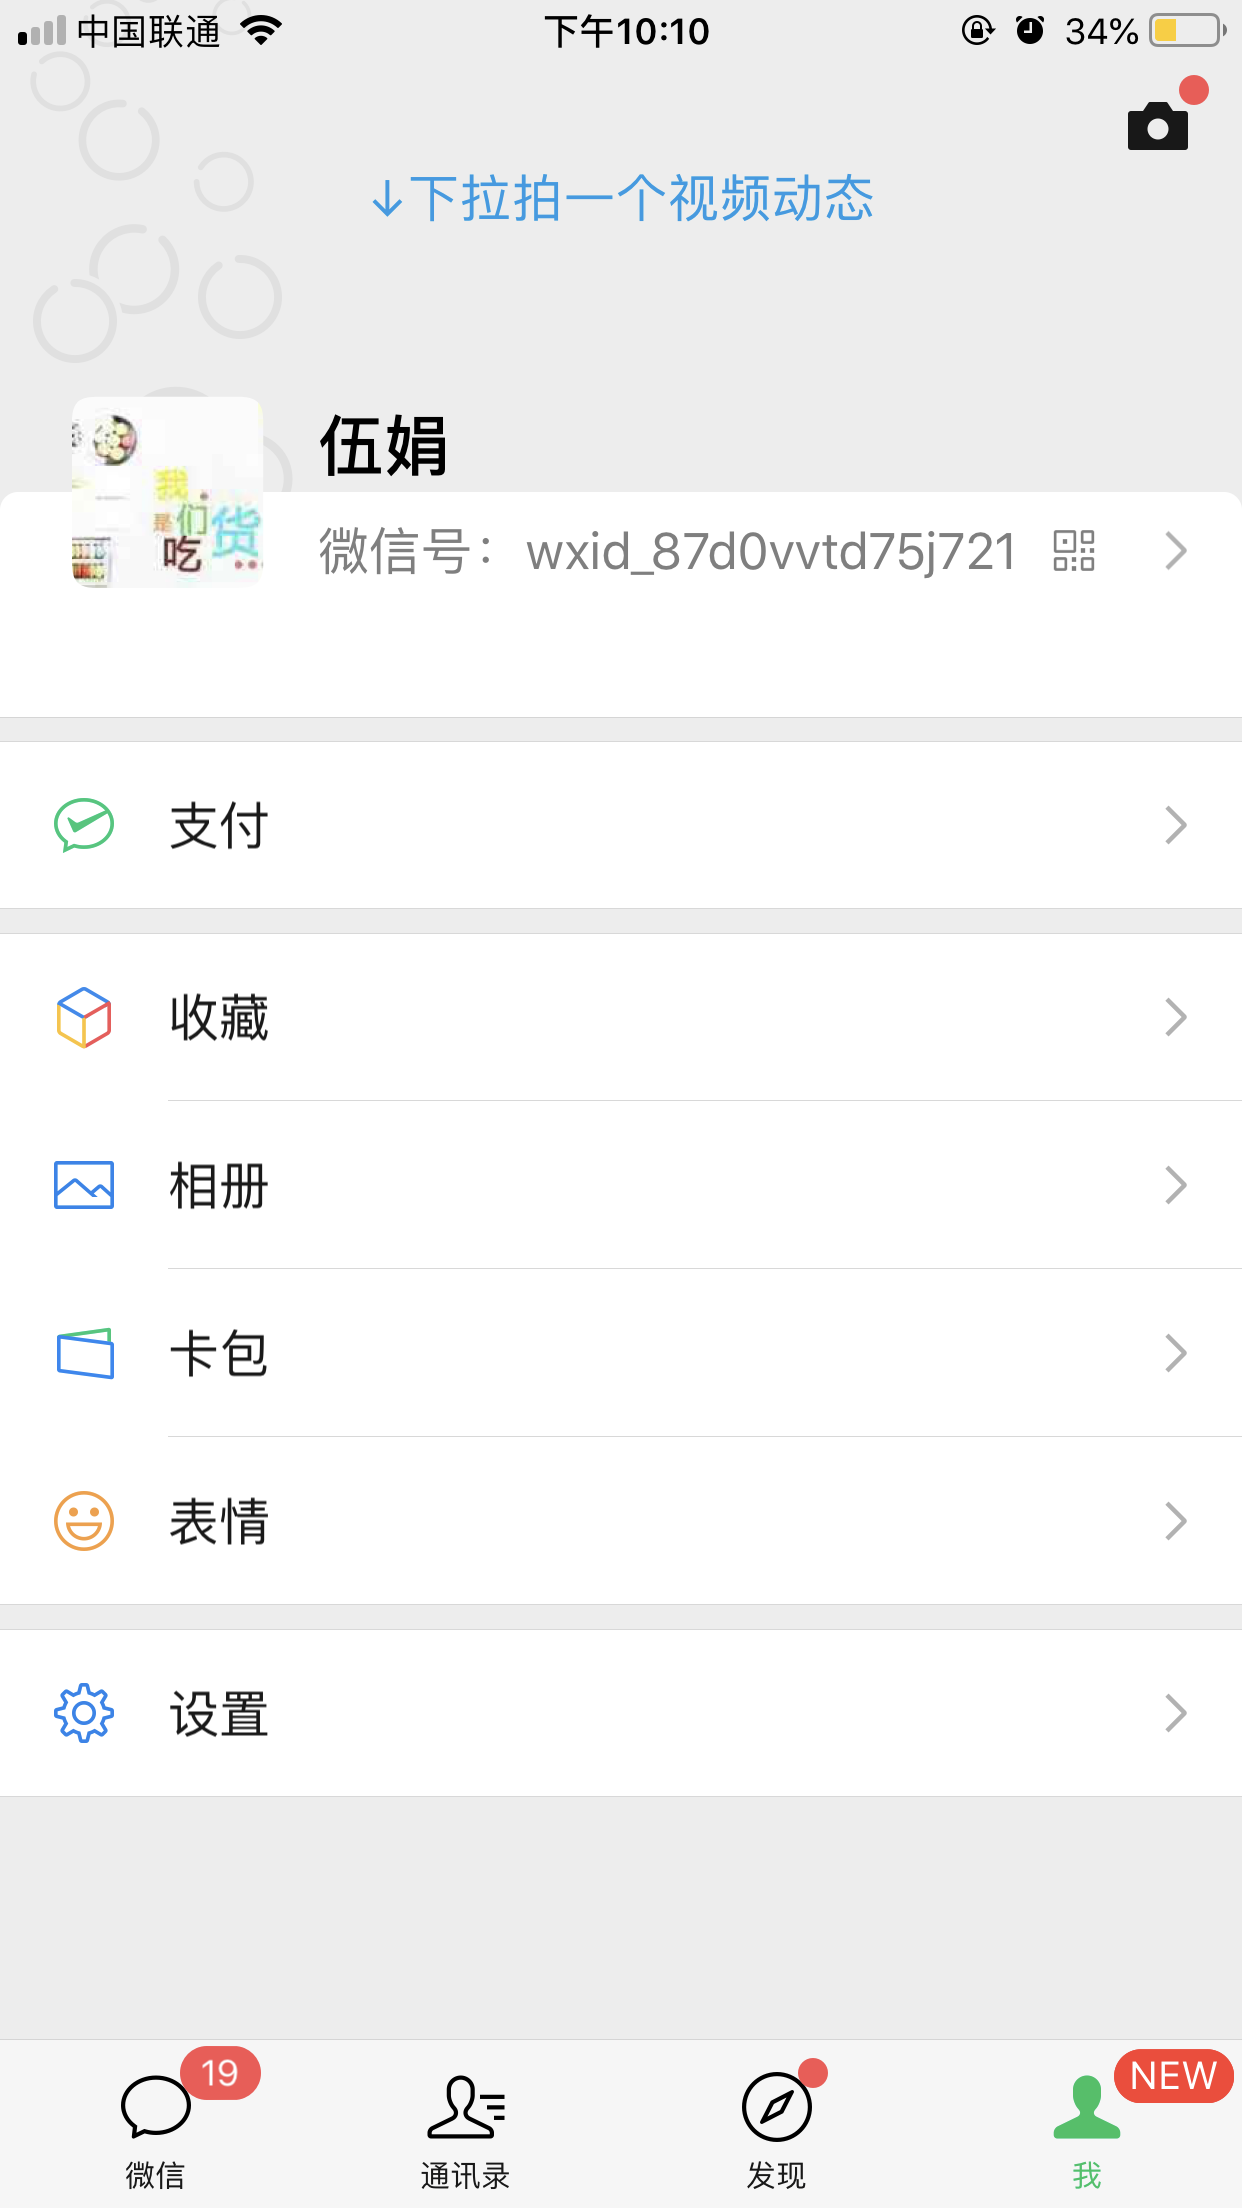 中国联通 下午10:10 34%
↓下拉拍一个视频动态
伍娟
我
是们货
吃
微信号：wxid_87d0vvtd75j721
支付
收藏
相册
卡包
表情
设置
19 NEW
微信 通讯录 发现 我